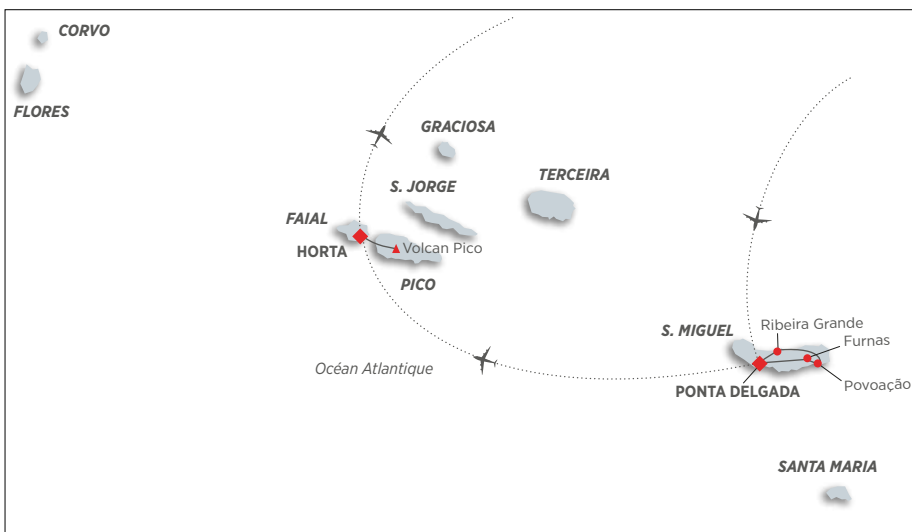 CORVO
FLORES
GRACIOSA
TERCEIRA
S. JORGE
FAIAL
HORTA
Volcan Pico
PICO
S. MIGUEL
Ribeira Grande
Furnas
Océan Atlantique
Povoação
PONTA DELGADA
SANTA MARIA